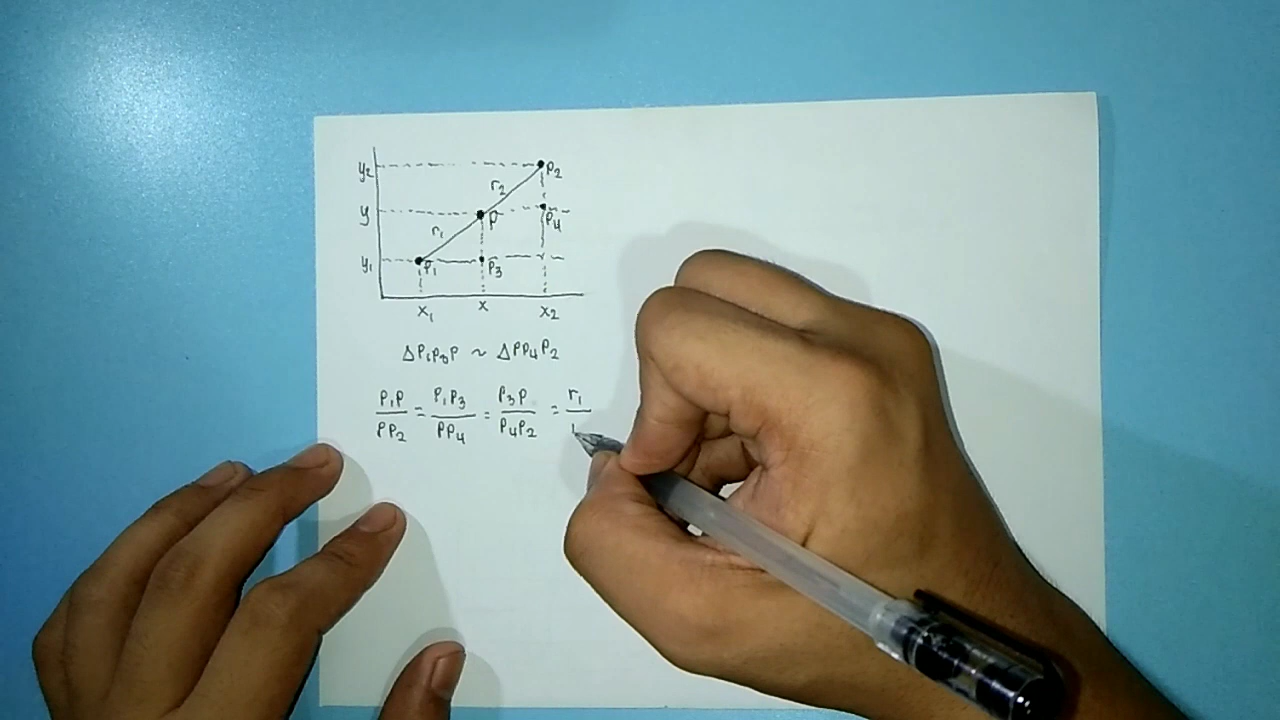 y₂ P₂
r₂
y P P₄
r₁
y₁ P₁ P₃
x₁ x x₂
ΔP₁P₃P ~ ΔPP₄P₂
P₁P/PP₂ = P₁P₃/PP₄ = P₃P/P₄P₂ = r₁/